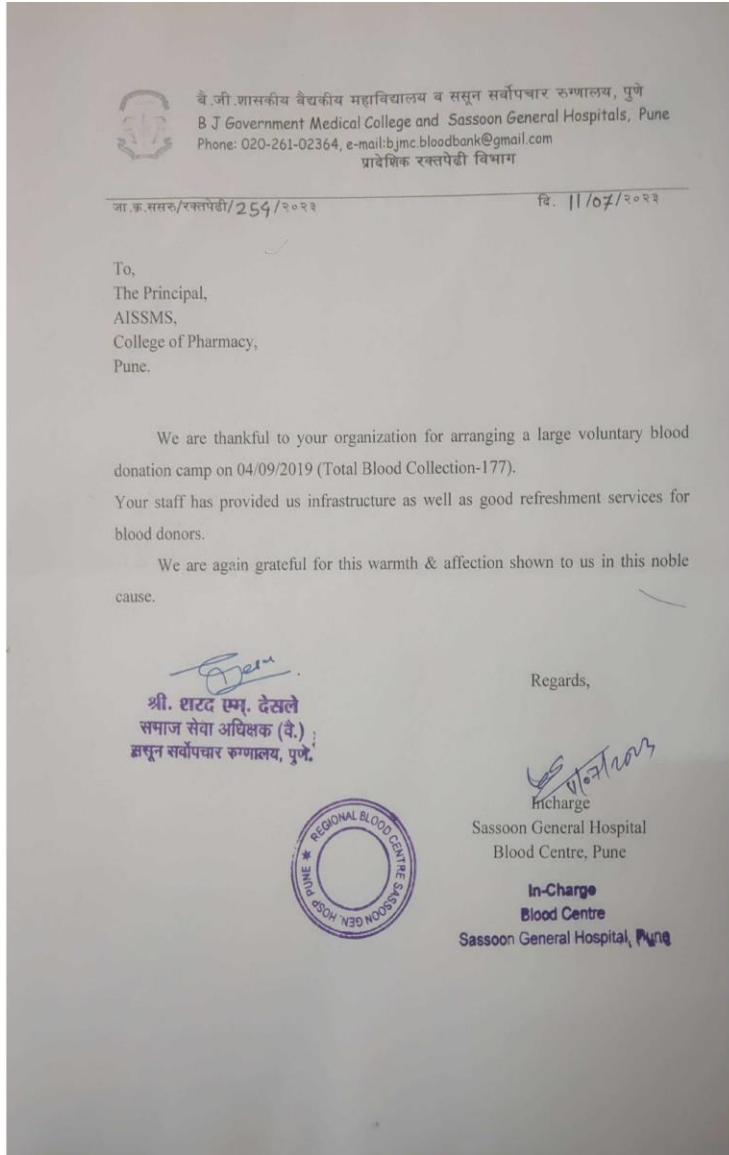 बै.जी.शासकीय वैद्यकीय महाविद्यालय व ससून सर्वोपचार रुग्णालय, पुणे
B J Government Medical College and Sassoon General Hospitals, Pune
Phone: 020-261-02364, e-mail:bjmc.bloodbank@gmail.com
प्रादेशिक रक्तपेढी विभाग
जा.क्र.ससरु/रक्तपेढी/254/२०२३ दि. 11/07/२०२३
To,
The Principal,
AISSMS,
College of Pharmacy,
Pune.
We are thankful to your organization for arranging a large voluntary blood
donation camp on 04/09/2019 (Total Blood Collection-177).
Your staff has provided us infrastructure as well as good refreshment services for
blood donors.
We are again grateful for this warmth & affection shown to us in this noble
cause.
श्री. शरद एम्. देसले
समाज सेवा अधिक्षक (वै.)
ससून सर्वोपचार रुग्णालय, पुणे.
Regards,
11/07/2023
Incharge
Sassoon General Hospital
Blood Centre, Pune
REGIONAL BLOOD CENTRE SASSOON GEN. HOSP PUNE ★
In-Charge
Blood Centre
Sassoon General Hospital, Pune